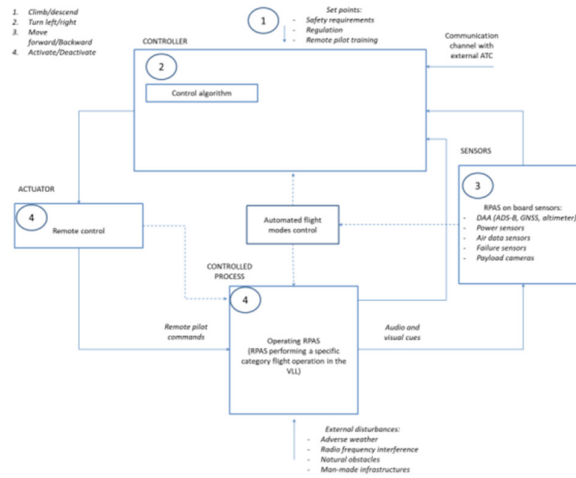 1. Climb/descend
2. Turn left/right
3. Move
forward/Backward
4. Activate/Deactivate
1
Set points:
- Safety requirements
- Regulation
- Remote pilot training
CONTROLLER
Communication
channel with
external ATC
2
Control algorithm
SENSORS
3
RPAS on board sensors:
- DAA (ADS-B, GNSS, altimeter)
- Power sensors
- Air data sensors
- Failure sensors
- Payload cameras
ACTUATOR
4
Remote control
Automated flight
modes control
CONTROLLED
PROCESS
4
Operating RPAS
(RPAS performing a specific
category flight operation in the
VLL)
Remote pilot
commands
Audio and
visual cues
External disturbances:
- Adverse weather
- Radio frequency interference
- Natural obstacles
- Man-made infrastructures